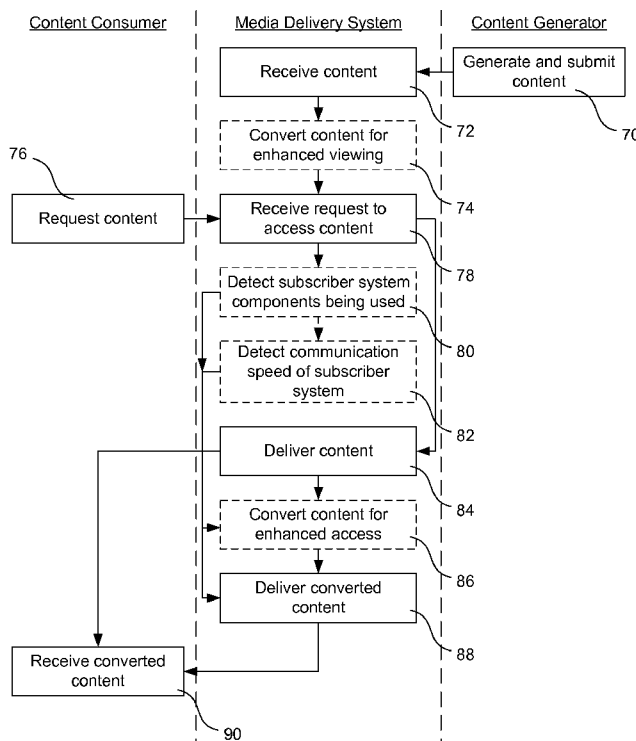 Content Consumer
Media Delivery System
Content Generator
Receive content
Generate and submit
content
72
70
Convert content for
enhanced viewing
74
76
Request content
Receive request to
access content
78
Detect subscriber system
components being used
80
Detect communication
speed of subscriber
system
82
Deliver content
84
Convert content for
enhanced access
86
Deliver converted
content
88
Receive converted
content
90